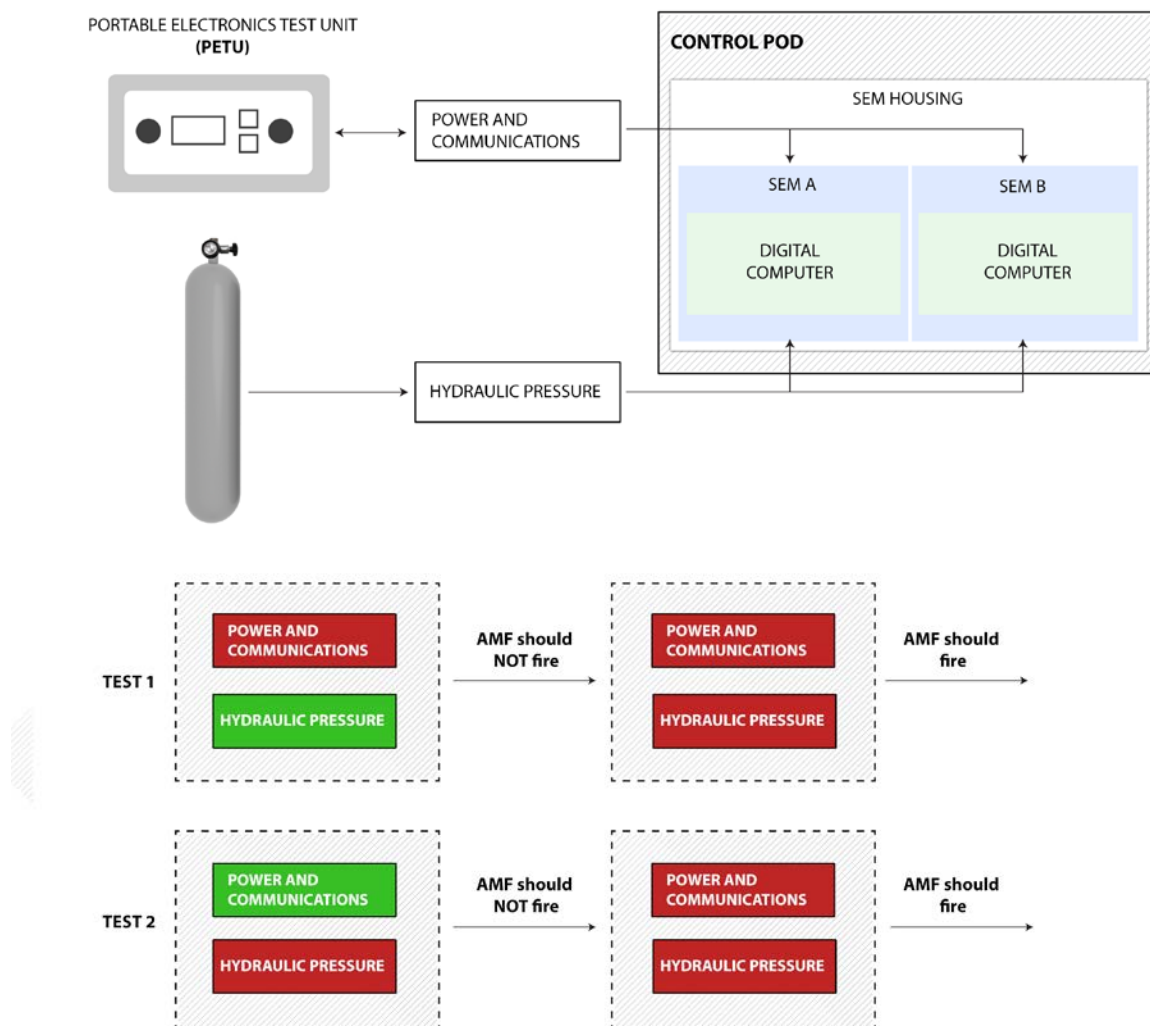 PORTABLE ELECTRONICS TEST UNIT
(PETU)
POWER AND
COMMUNICATIONS
CONTROL POD
SEM HOUSING
SEM A
SEM B
DIGITAL
COMPUTER
DIGITAL
COMPUTER
HYDRAULIC PRESSURE
TEST 1
POWER AND
COMMUNICATIONS
HYDRAULIC PRESSURE
AMF should
NOT fire
POWER AND
COMMUNICATIONS
HYDRAULIC PRESSURE
AMF should
fire
TEST 2
POWER AND
COMMUNICATIONS
HYDRAULIC PRESSURE
AMF should
NOT fire
POWER AND
COMMUNICATIONS
HYDRAULIC PRESSURE
AMF should
fire